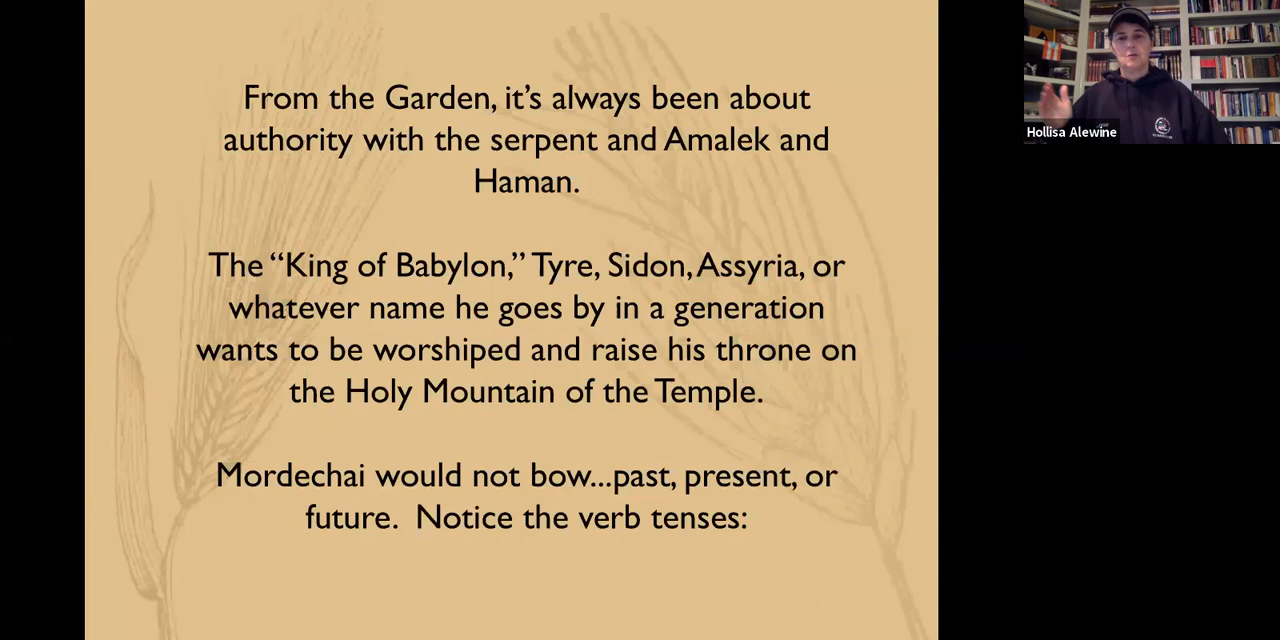 From the Garden, it's always been about
authority with the serpent and Amalek and
Haman.
The “King of Babylon,” Tyre, Sidon, Assyria, or
whatever name he goes by in a generation
wants to be worshiped and raise his throne on
the Holy Mountain of the Temple.
Mordechai would not bow...past, present, or
future.  Notice the verb tenses:
Hollisa Alewine